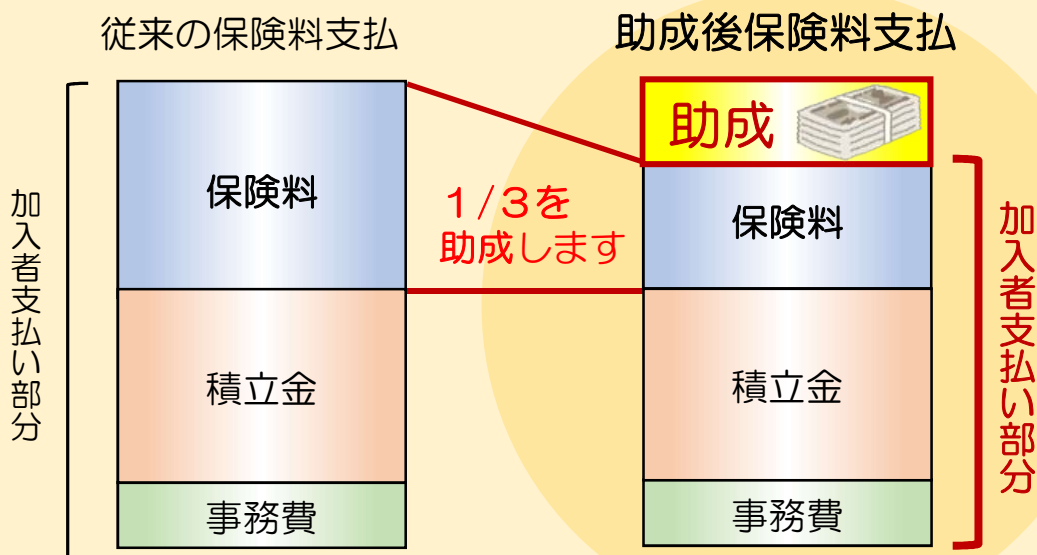 従来の保険料支払
助成後保険料支払
加入者支払い部分
保険料
積立金
事務費
1/3を
助成します
助成
保険料
積立金
事務費
加入者支払い部分